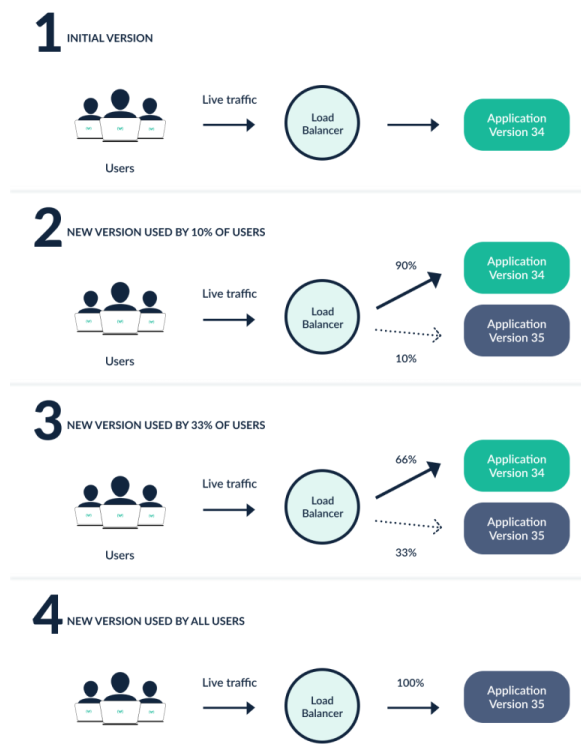 1 INITIAL VERSION
Live traffic
Load
Balancer
Application
Version 34
Users
2 NEW VERSION USED BY 10% OF USERS
Live traffic
Load
Balancer
90%
10%
Application
Version 34
Application
Version 35
Users
3 NEW VERSION USED BY 33% OF USERS
Live traffic
Load
Balancer
66%
33%
Application
Version 34
Application
Version 35
Users
4 NEW VERSION USED BY ALL USERS
Live traffic
Load
Balancer
100%
Application
Version 35